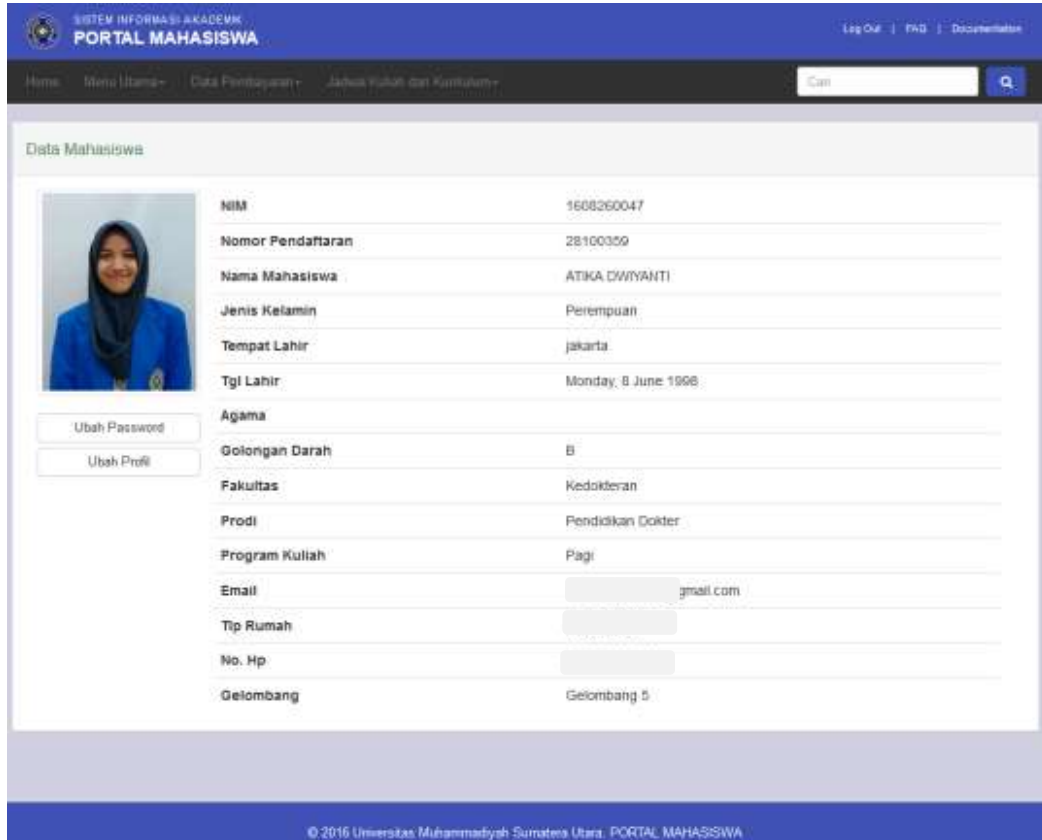 SISTEM INFORMASI AKADEMIK
PORTAL MAHASISWA
Log Out | FAQ | Documentation
Home Menu Utama Data Pembayaran Jadwal Kuliah dan Kurikulum
Cari
Data Mahasiswa
NIM 1608260047
Nomor Pendaftaran 28100359
Nama Mahasiswa ATIKA DWIYANTI
Jenis Kelamin Perempuan
Tempat Lahir jakarta
Tgl Lahir Monday, 8 June 1998
Agama
Ubah Password
Golongan Darah B
Ubah Profil
Fakultas Kedokteran
Prodi Pendidikan Dokter
Program Kuliah Pagi
Email gmail.com
Tlp Rumah
No. Hp
Gelombang Gelombang 5
© 2016 Universitas Muhammadiyah Sumatera Utara. PORTAL MAHASISWA